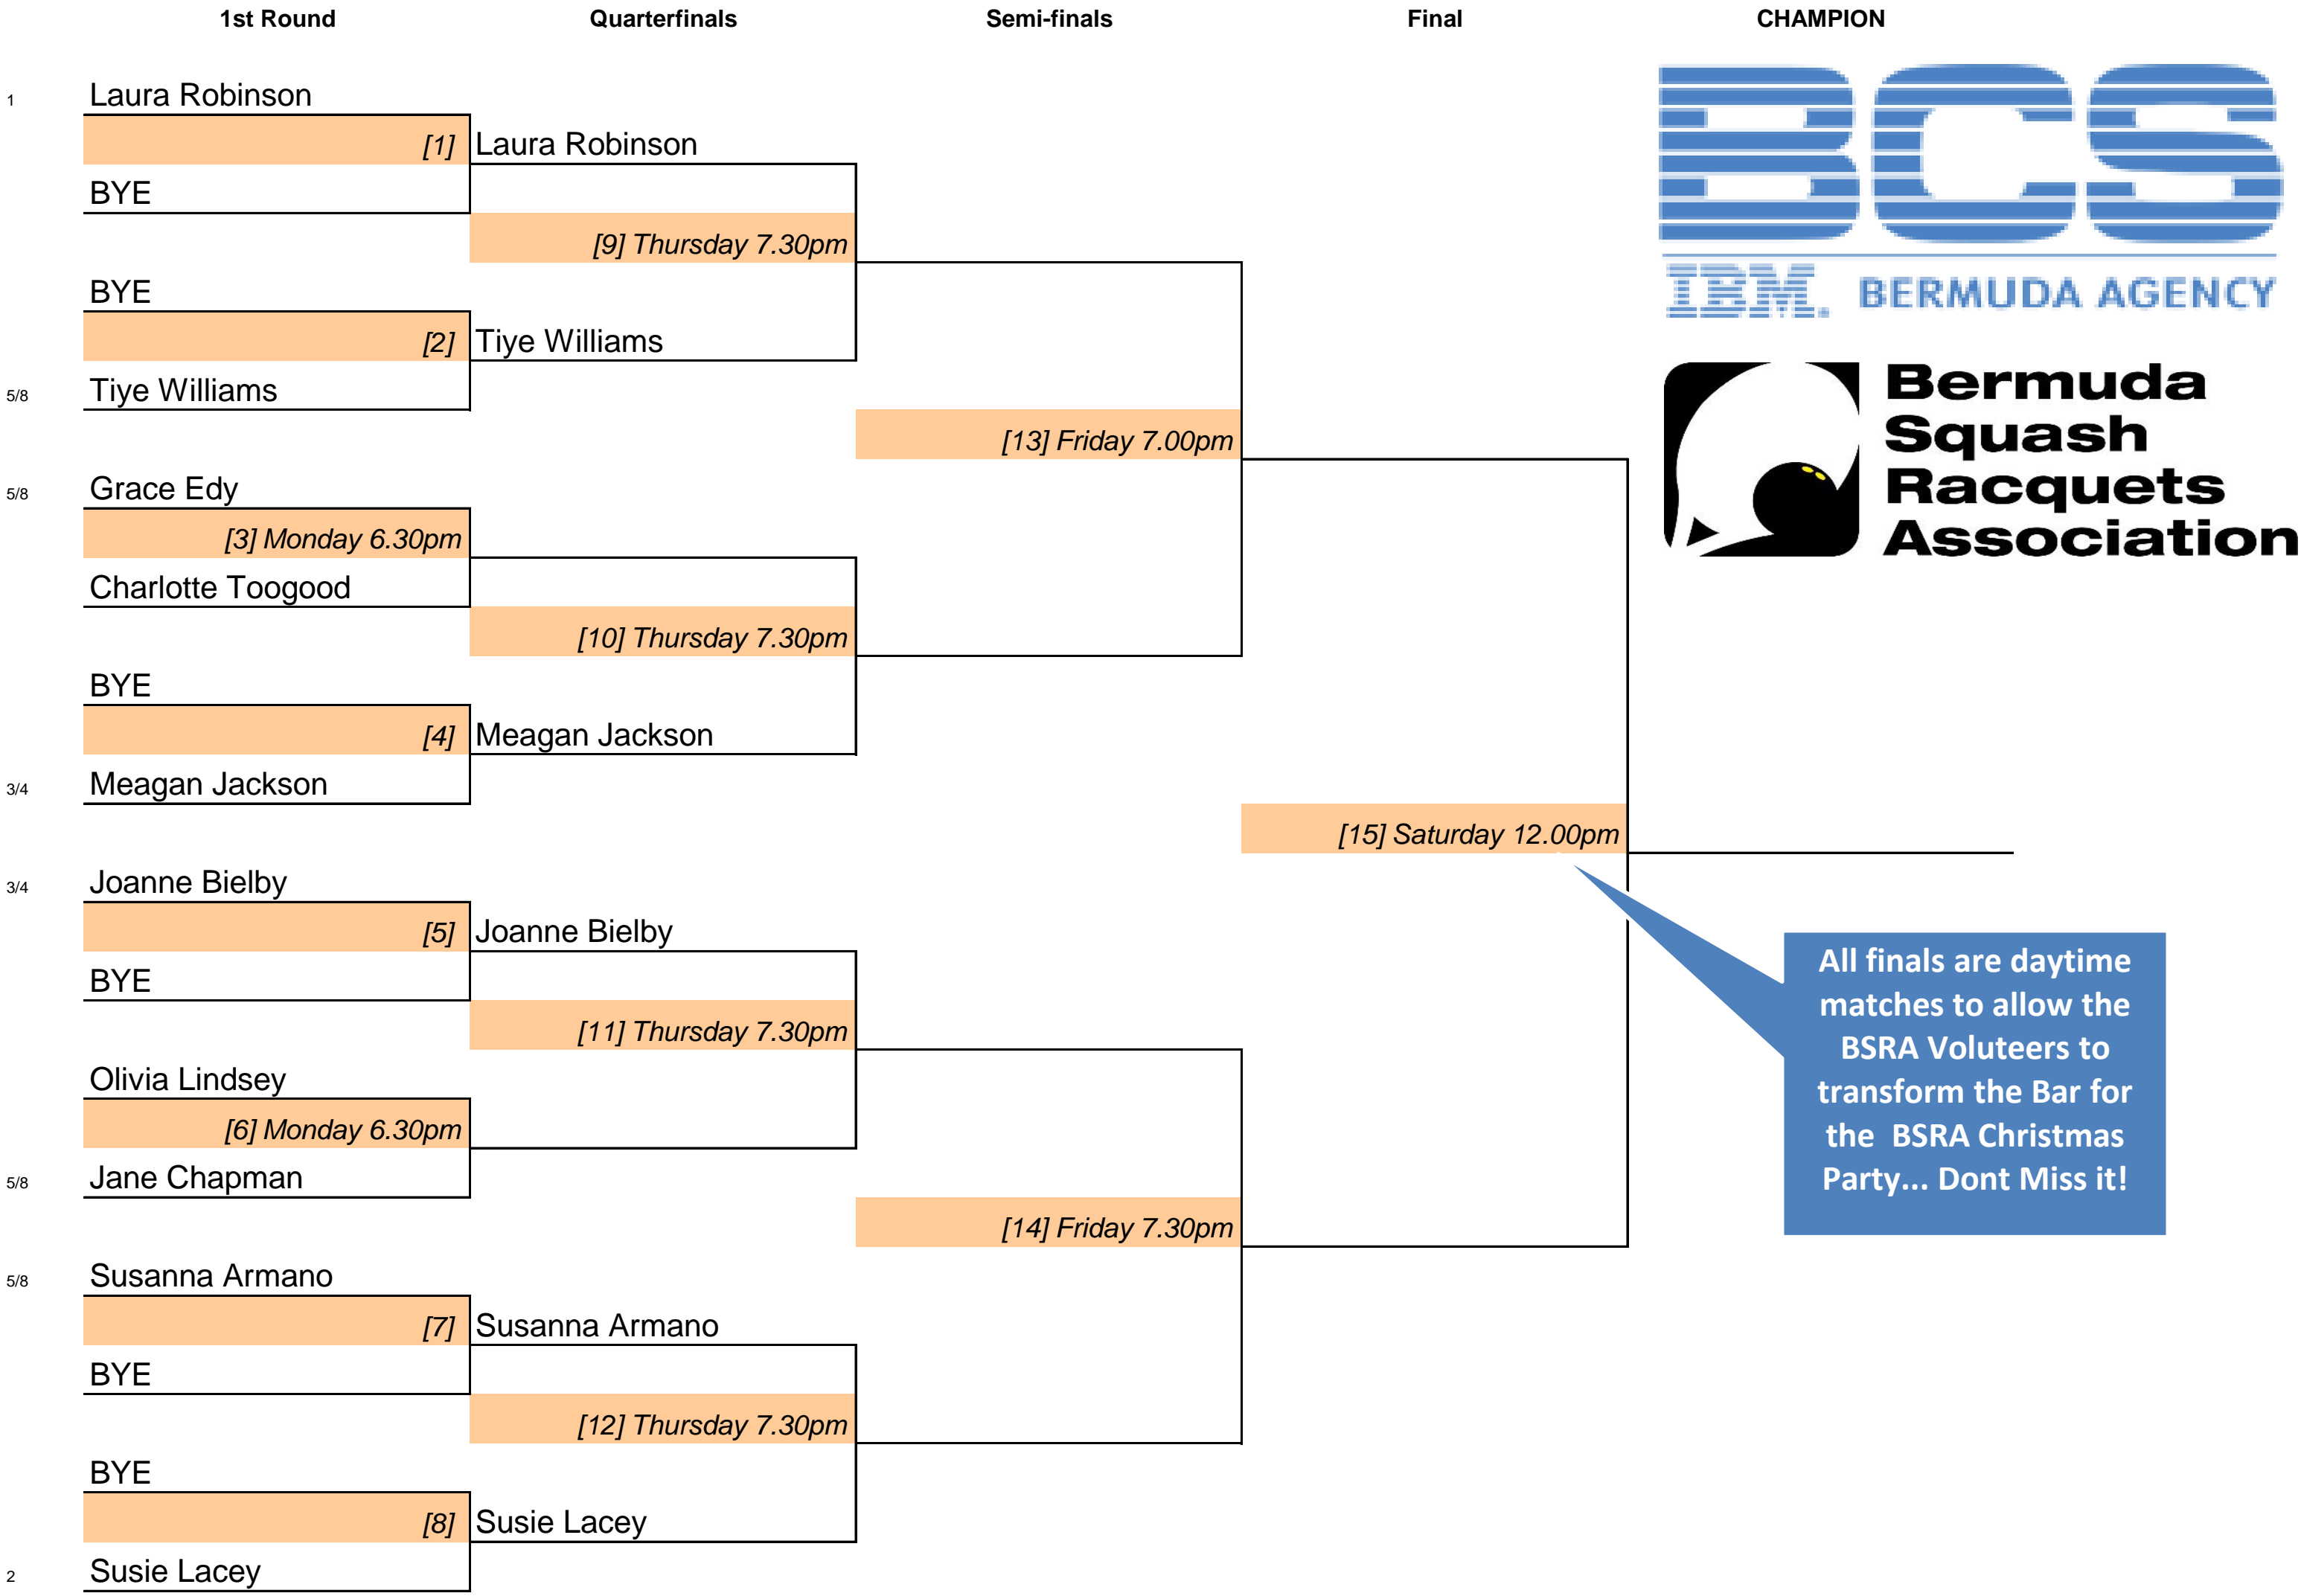 1st Round Quarterfinals Semi-finals Final CHAMPION
1 Laura Robinson
[1] Laura Robinson
BYE
[9] Thursday 7.30pm
BYE
[2] Tiye Williams
5/8 Tiye Williams
[13] Friday 7.00pm
5/8 Grace Edy
[3] Monday 6.30pm
Charlotte Toogood
[10] Thursday 7.30pm
BYE
[4] Meagan Jackson
3/4 Meagan Jackson
[15] Saturday 12.00pm
3/4 Joanne Bielby
[5] Joanne Bielby
BYE
[11] Thursday 7.30pm
Olivia Lindsey
[6] Monday 6.30pm
5/8 Jane Chapman
[14] Friday 7.30pm
5/8 Susanna Armano
[7] Susanna Armano
BYE
[12] Thursday 7.30pm
BYE
[8] Susie Lacey
2 Susie Lacey
BCS
IBM. BERMUDA AGENCY
Bermuda
Squash
Racquets
Association
All finals are daytime
matches to allow the
BSRA Voluteers to
transform the Bar for
the BSRA Christmas
Party... Dont Miss it!